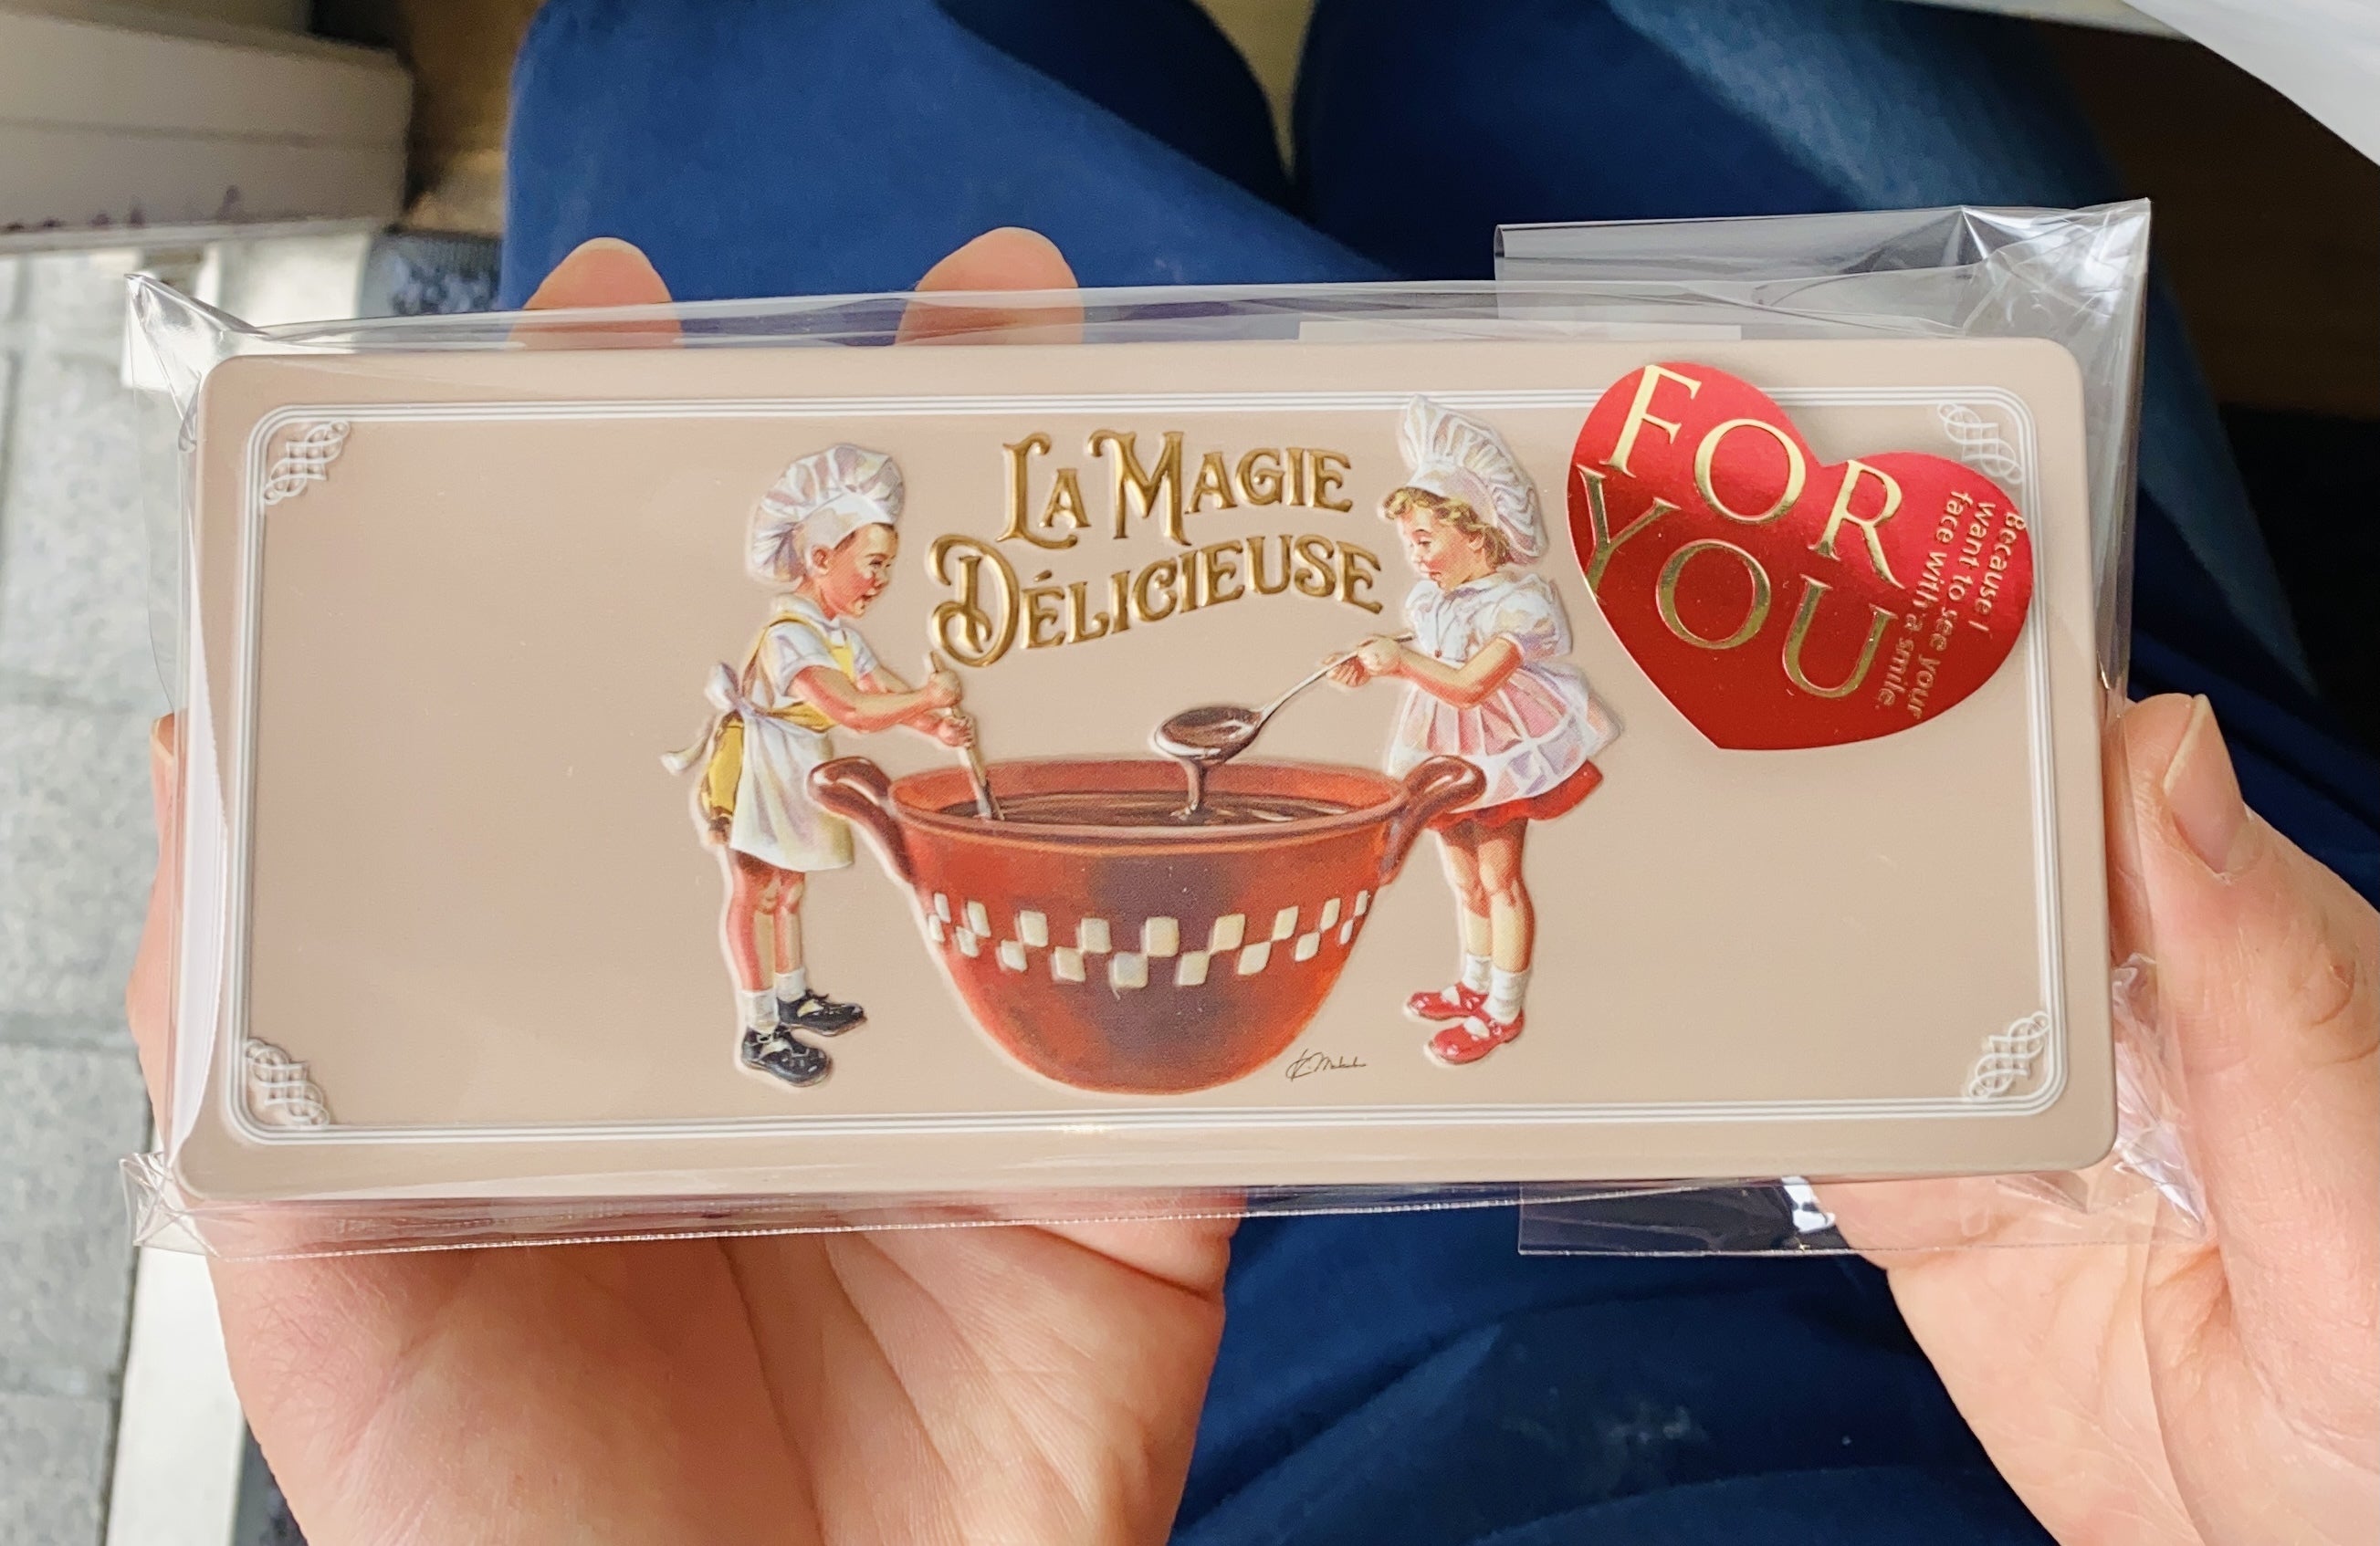 LA MAGIE
DÉLICIEUSE
FOR
YOU
Because I
want to see your
face with a smile.